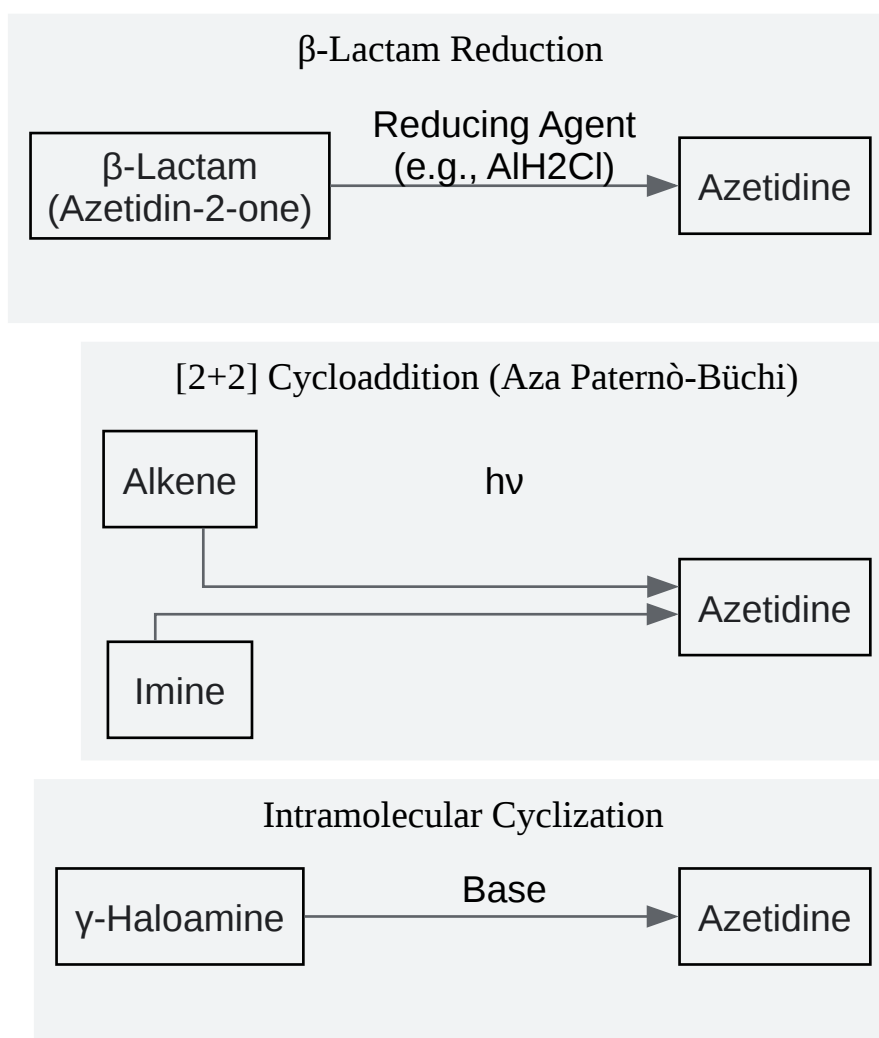 β-Lactam Reduction
Reducing Agent
(e.g., AlH2Cl)
β-Lactam
(Azetidin-2-one)
Azetidine
[2+2] Cycloaddition (Aza Paternò-Büchi)
Alkene
hν
Azetidine
Imine
Intramolecular Cyclization
γ-Haloamine
Base
Azetidine